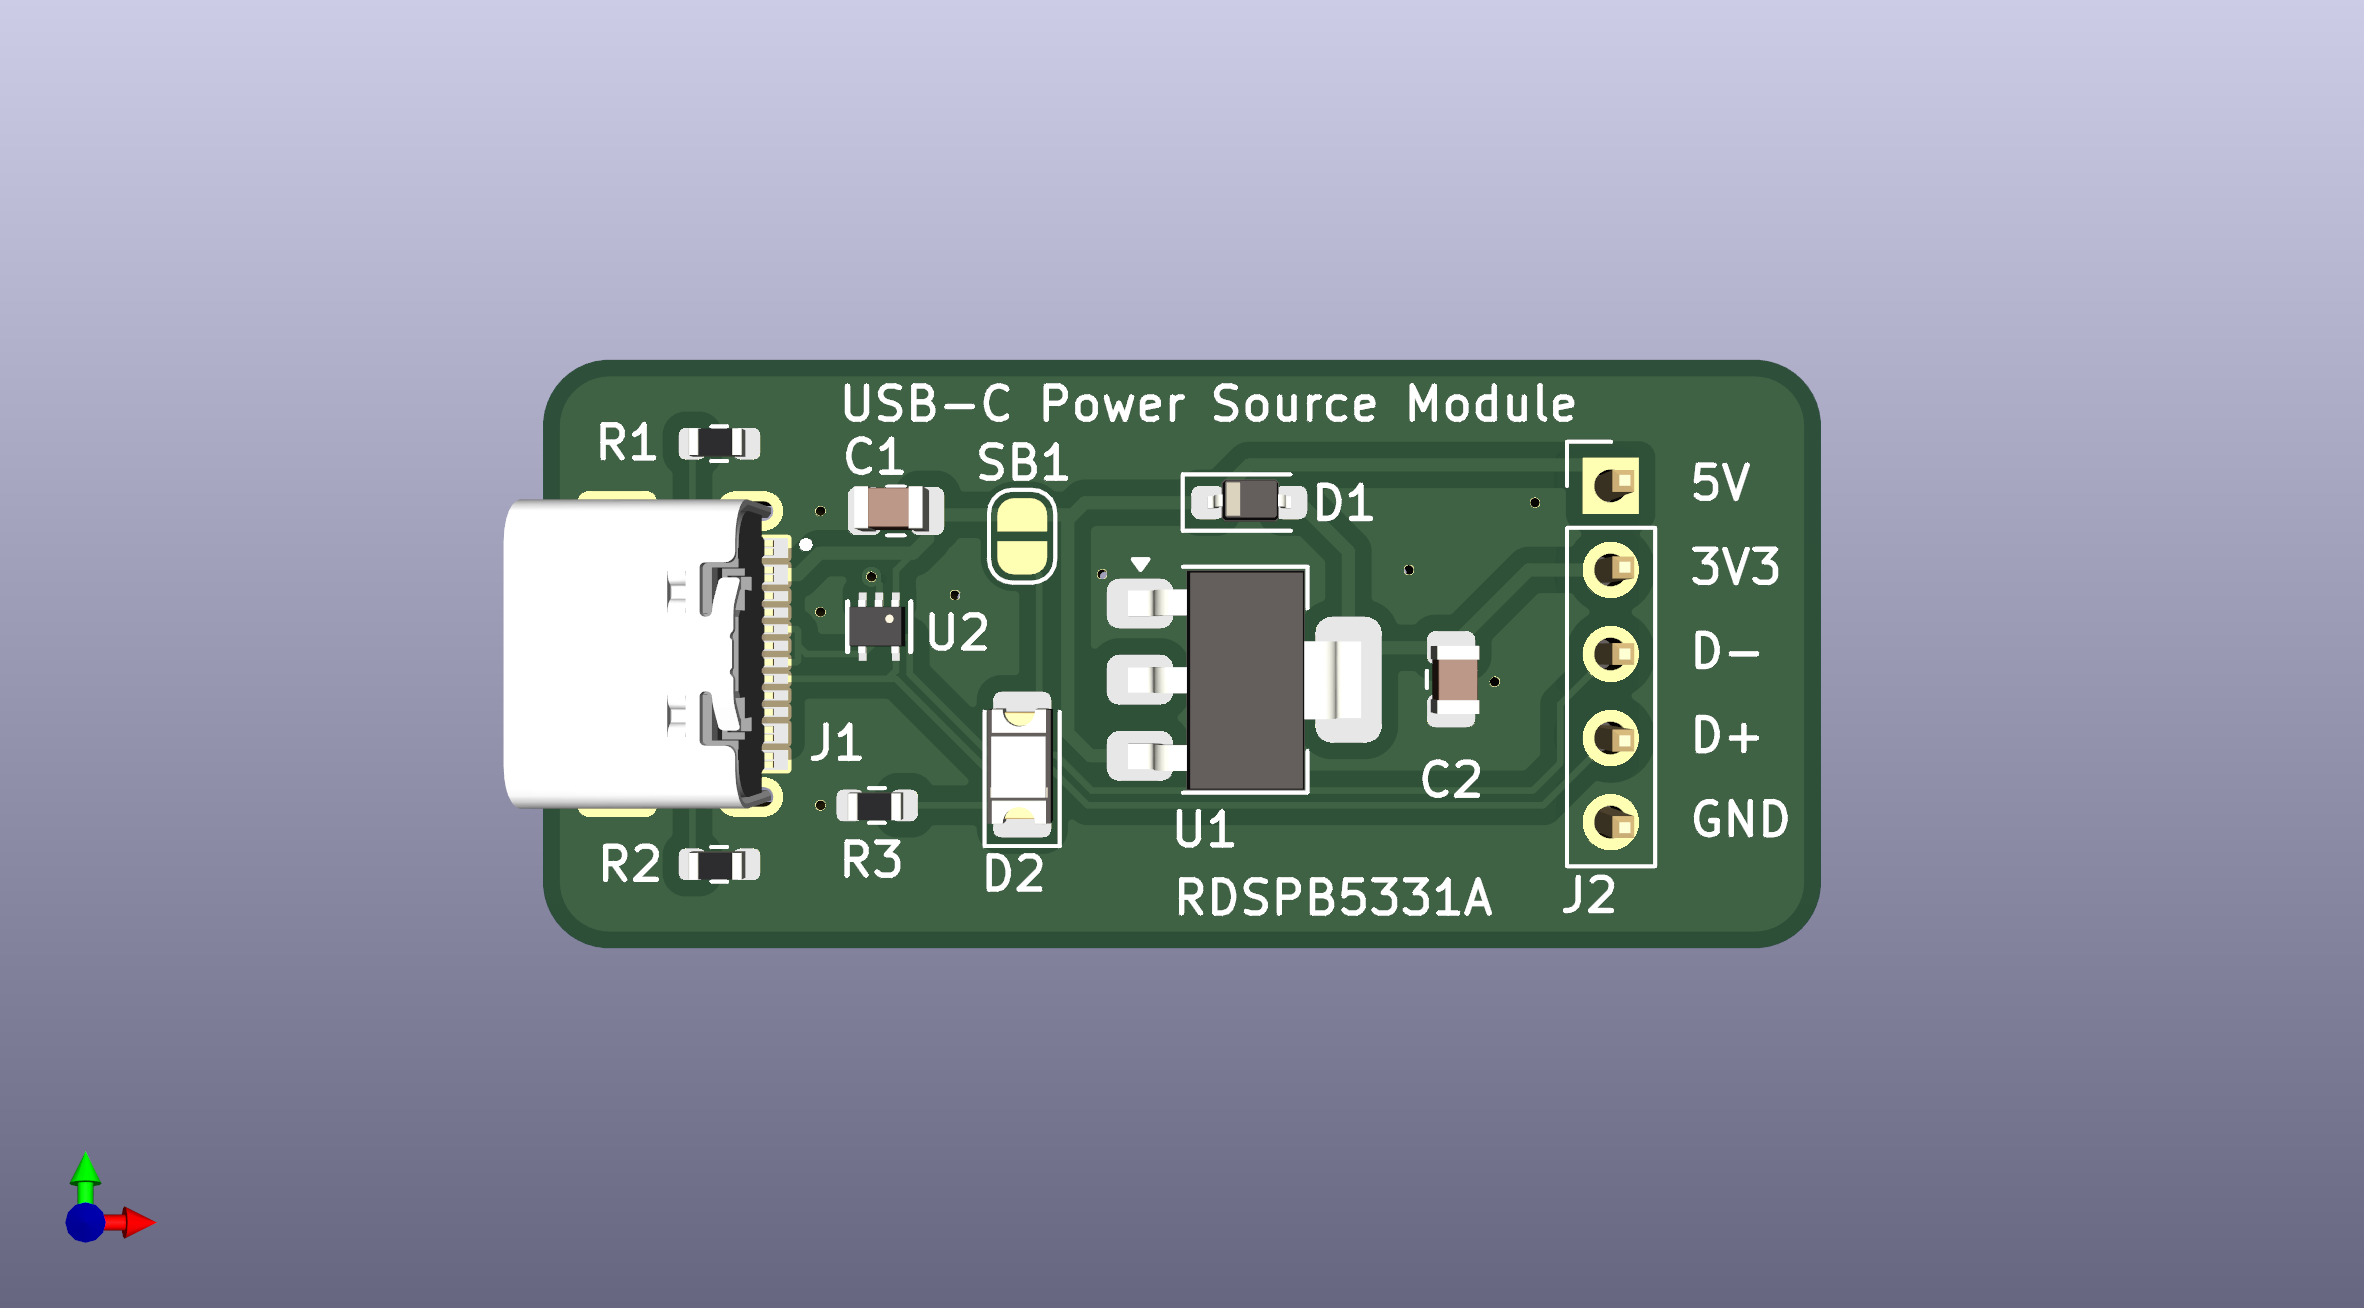 USB-C Power Source Module
R1
C1
SB1
D1
5V
3V3
U2
D-
J1
D+
C2
GND
U1
R2
R3
D2
RDSPB5331A
J2